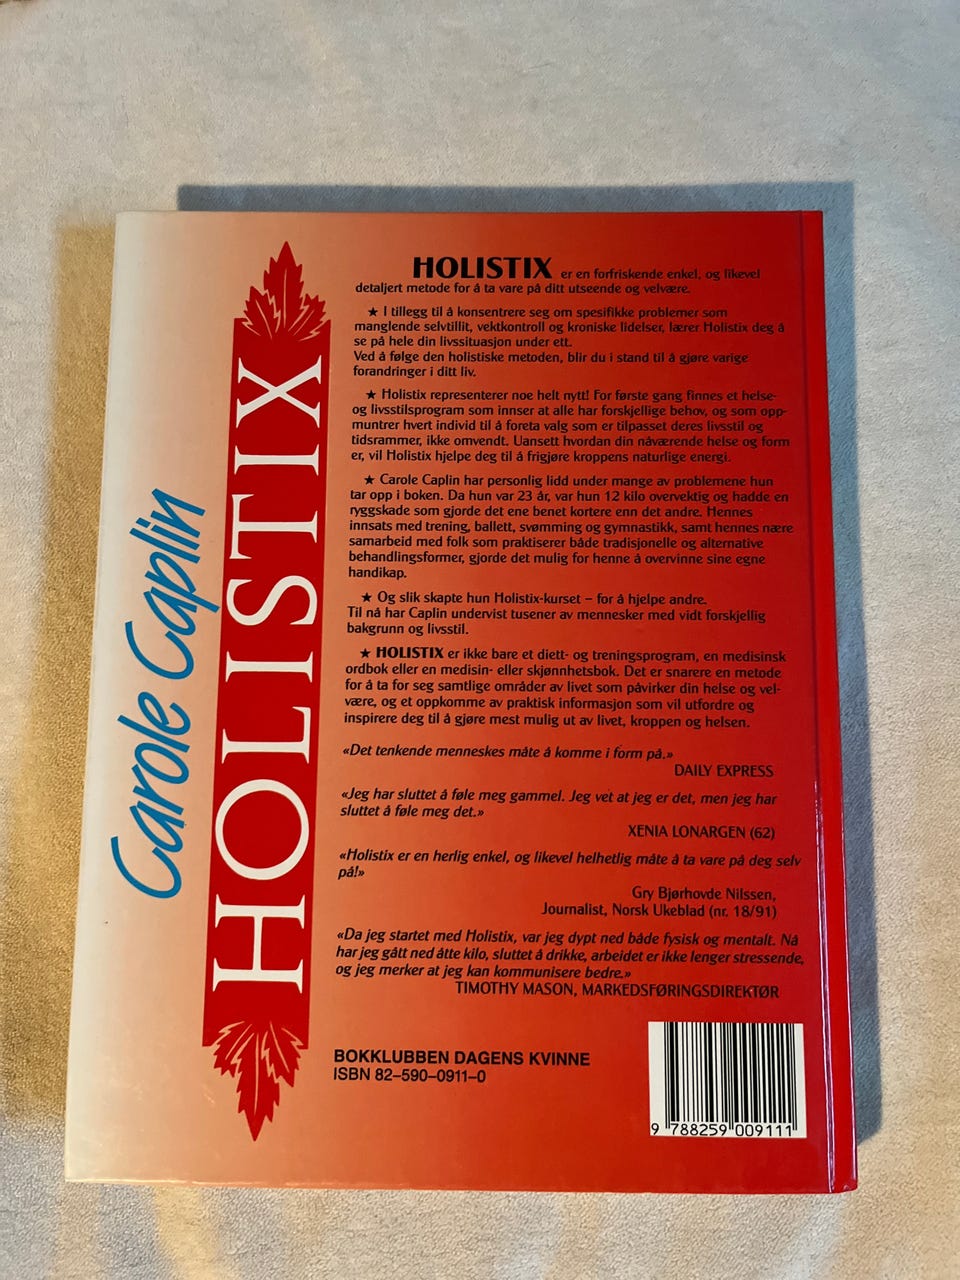 Carole Caplin
HOLISTIX
HOLISTIX er en forfriskende enkel, og likevel
detaljert metode for å ta vare på ditt utseende og velvære.
★ I tillegg til å konsentrere seg om spesifikke problemer som
manglende selvtillit, vektkontroll og kroniske lidelser, lærer Holistix deg å
se på hele din livssituasjon under ett.
Ved å følge den holistiske metoden, blir du i stand til å gjøre varige
forandringer i ditt liv.
★ Holistix representerer noe helt nytt! For første gang finnes et helse-
og livsstilsprogram som innser at alle har forskjellige behov, og som opp-
muntrer hvert individ til å foreta valg som er tilpasset deres livsstil og
tidsrammer, ikke omvendt. Uansett hvordan din nåværende helse og form
er, vil Holistix hjelpe deg til å frigjøre kroppens naturlige energi.
★ Carole Caplin har personlig lidd under mange av problemene hun
tar opp i boken. Da hun var 23 år, var hun 12 kilo overvektig og hadde en
ryggskade som gjorde det ene benet kortere enn det andre. Hennes
innsats med trening, ballett, svømming og gymnastikk, samt hennes nære
samarbeid med folk som praktiserer både tradisjonelle og alternative
behandlingsformer, gjorde det mulig for henne å overvinne sine egne
handikap.
★ Og slik skapte hun Holistix-kurset – for å hjelpe andre.
Til nå har Caplin undervist tusener av mennesker med vidt forskjellig
bakgrunn og livsstil.
★ HOLISTIX er ikke bare et diett- og treningsprogram, en medisinsk
ordbok eller en medisin- eller skjønnhetsbok. Det er snarere en metode
for å ta for seg samtlige områder av livet som påvirker din helse og vel-
være, og et oppkomme av praktisk informasjon som vil utfordre og
inspirere deg til å gjøre mest mulig ut av livet, kroppen og helsen.
«Det tenkende menneskes måte å komme i form på.»
DAILY EXPRESS
«Jeg har sluttet å føle meg gammel. Jeg vet at jeg er det, men jeg har
sluttet å føle meg det.»
XENIA LONARGEN (62)
«Holistix er en herlig enkel, og likevel helhetlig måte å ta vare på deg selv
på!»
Gry Bjørhovde Nilssen,
Journalist, Norsk Ukeblad (nr. 18/91)
«Da jeg startet med Holistix, var jeg dypt ned både fysisk og mentalt. Nå
har jeg gått ned åtte kilo, sluttet å drikke, arbeidet er ikke lenger stressende,
og jeg merker at jeg kan kommunisere bedre.»
TIMOTHY MASON, MARKEDSFØRINGSDIREKTØR
BOKKLUBBEN DAGENS KVINNE
ISBN 82–590–0911–0
9 788259 009111